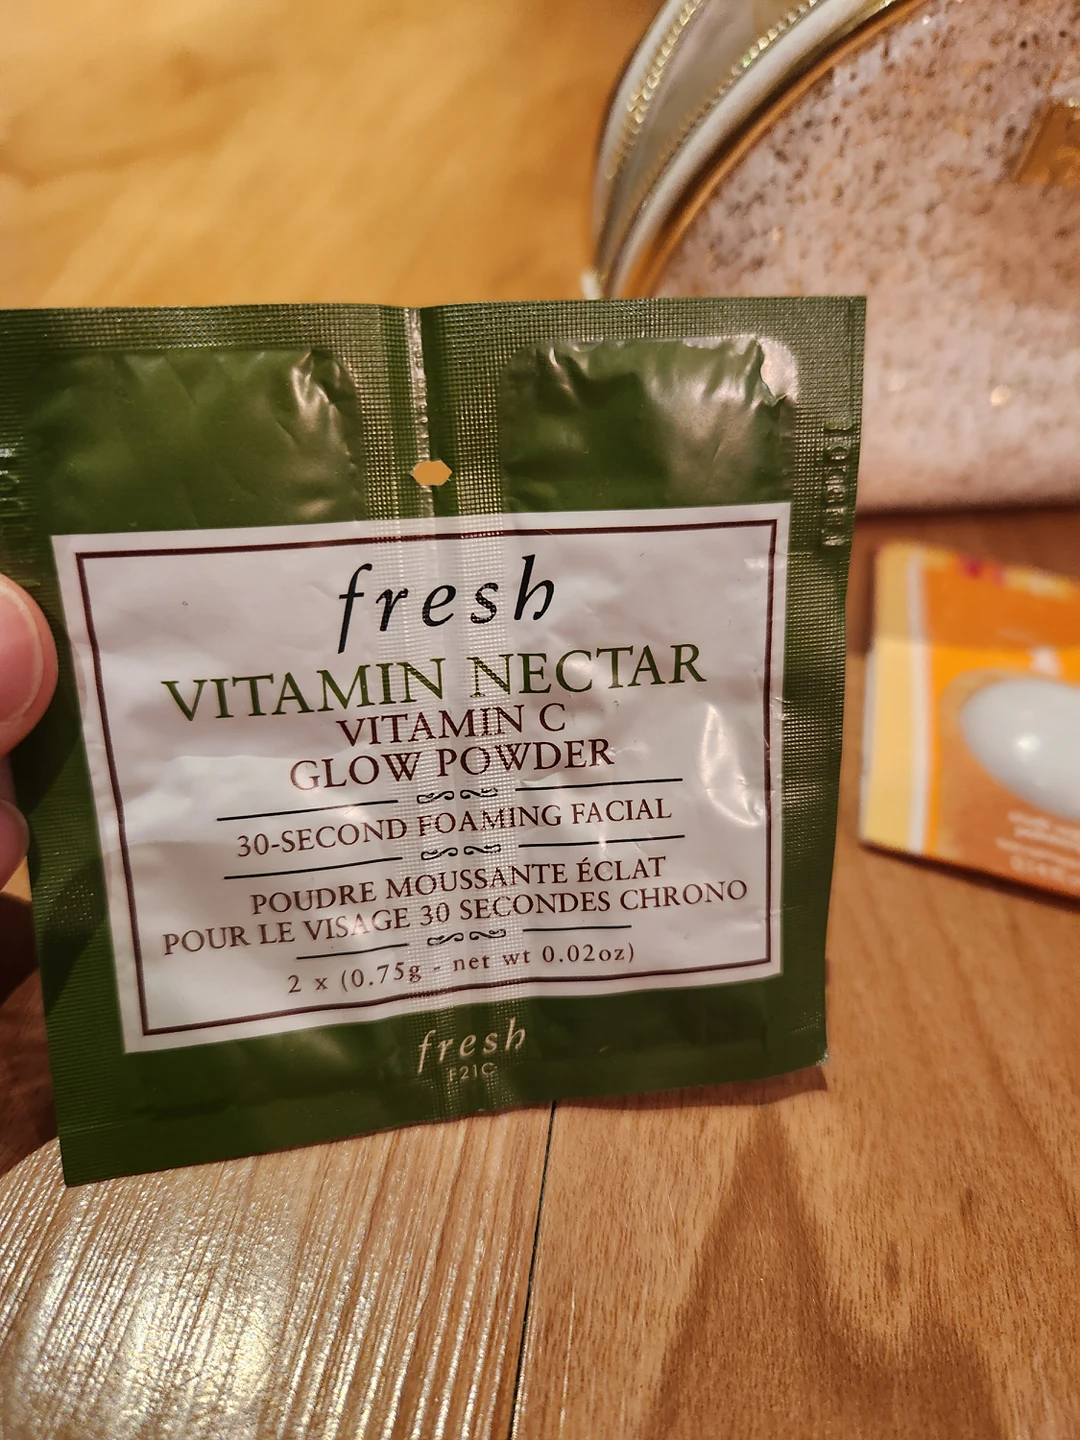 fresh
VITAMIN NECTAR
VITAMIN C
GLOW POWDER
30-SECOND FOAMING FACIAL
POUDRE MOUSSANTE ÉCLAT
POUR LE VISAGE 30 SECONDES CHRONO
2 x (0.75g - net wt 0.02oz)
fresh
F21C